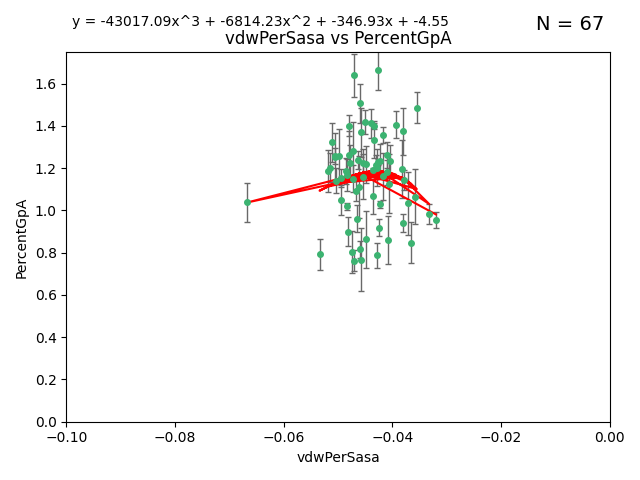 y = -43017.09x^3 + -6814.23x^2 + -346.93x + -4.55
N = 67
vdwPerSasa vs PercentGpA
1.6
1.4
1.2
1.0
0.8
0.6
0.4
0.2
0.0
PercentGpA
−0.10 −0.08 −0.06 −0.04 −0.02 0.00
vdwPerSasa